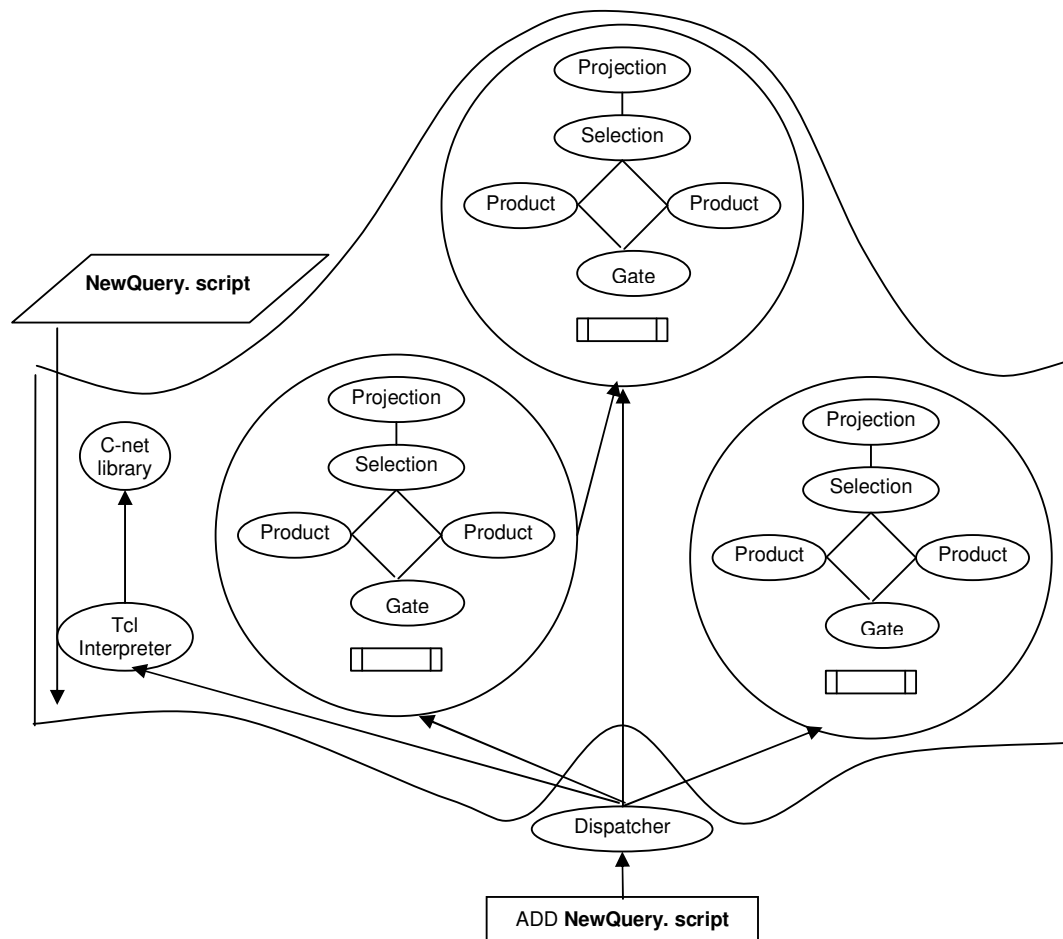 Projection
Selection
Product
Product
Gate
NewQuery. script
Projection
Selection
Product
Product
Gate
Projection
Selection
Product
Product
Gate
C-net
library
Tcl
Interpreter
Dispatcher
ADD NewQuery. script